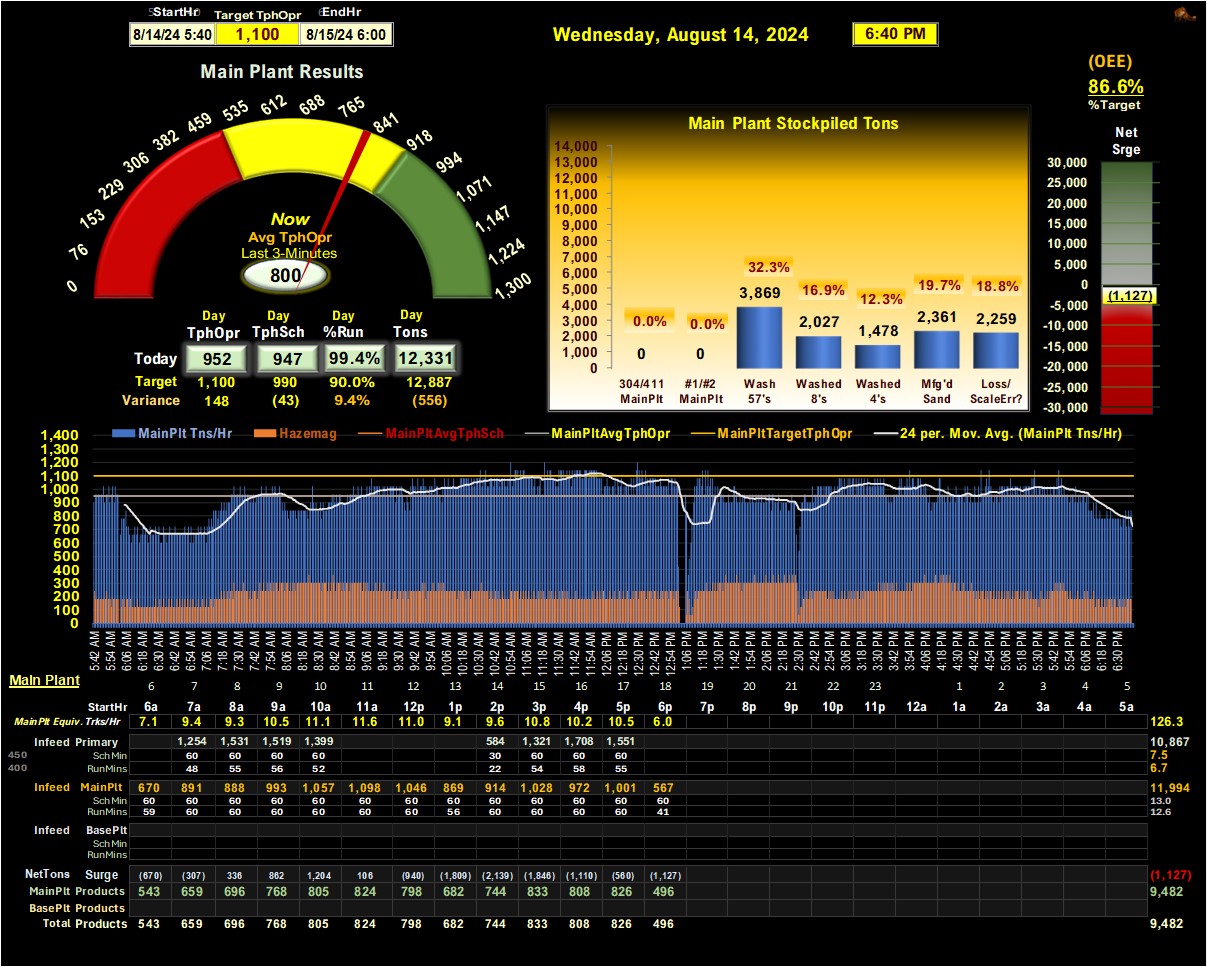 StartHr Target TphOpr EndHr
8/14/24 5:40 1,100 8/15/24 6:00
Wednesday, August 14, 2024 6:40 PM
(OEE)
86.6%
%Target
Main Plant Results
0 76 153 229 306 382 459 535 612 688 765 841 918 994 1,071 1,147 1,224 1,300
Now
Avg TphOpr
Last 3-Minutes
800
Day Day Day Day
TphOpr TphSch %Run Tons
Today 952 947 99.4% 12,331
Target 1,100 990 90.0% 12,887
Variance 148 (43) 9.4% (556)
Main Plant Stockpiled Tons
14,000
13,000
12,000
11,000
10,000
9,000
8,000
7,000
6,000
5,000
4,000
3,000
2,000
1,000
0
0.0% 0.0% 32.3% 16.9% 12.3% 19.7% 18.8%
0 0 3,869 2,027 1,478 2,361 2,259
304/411 #1/#2 Wash Washed Washed Mfg'd Loss/
MainPlt MainPlt 57's 8's 4's Sand ScaleErr?
Net
Srge
30,000
25,000
20,000
15,000
10,000
5,000
0
(1,127)
-5,000
-10,000
-15,000
-20,000
-25,000
-30,000
MainPlt Tns/Hr Hazemag MainPltAvgTphSch MainPltAvgTphOpr MainPltTargetTphOpr 24 per. Mov. Avg. (MainPlt Tns/Hr)
1,400
1,300
1,200
1,100
1,000
900
800
700
600
500
400
300
200
100
0
5:42 AM 5:54 AM 6:06 AM 6:18 AM 6:30 AM 6:42 AM 6:54 AM 7:06 AM 7:18 AM 7:30 AM 7:42 AM 7:54 AM 8:06 AM 8:18 AM 8:30 AM 8:42 AM 8:54 AM 9:06 AM 9:18 AM 9:30 AM 9:42 AM 9:54 AM 10:06 AM 10:18 AM 10:30 AM 10:42 AM 10:54 AM 11:06 AM 11:18 AM 11:30 AM 11:42 AM 11:54 AM 12:06 PM 12:18 PM 12:30 PM 12:42 PM 12:54 PM 1:06 PM 1:18 PM 1:30 PM 1:42 PM 1:54 PM 2:06 PM 2:18 PM 2:30 PM 2:42 PM 2:54 PM 3:06 PM 3:18 PM 3:30 PM 3:42 PM 3:54 PM 4:06 PM 4:18 PM 4:30 PM 4:42 PM 4:54 PM 5:06 PM 5:18 PM 5:30 PM 5:42 PM 5:54 PM 6:06 PM 6:18 PM 6:30 PM
Main Plant
6 7 8 9 10 11 12 13 14 15 16 17 18 19 20 21 22 23 1 2 3 4 5
StartHr 6a 7a 8a 9a 10a 11a 12p 1p 2p 3p 4p 5p 6p 7p 8p 9p 10p 11p 12a 1a 2a 3a 4a 5a
MainPlt Equiv. Trks/Hr 7.1 9.4 9.3 10.5 11.1 11.6 11.0 9.1 9.6 10.8 10.2 10.5 6.0 126.3
Infeed Primary 1,254 1,531 1,519 1,399 584 1,321 1,708 1,551 10,867
450 SchMin 60 60 60 60 30 60 60 60 7.5
400 RunMins 48 55 56 52 22 54 58 55 6.7
Infeed MainPlt 670 891 888 993 1,057 1,098 1,046 869 914 1,028 972 1,001 567 11,994
SchMin 60 60 60 60 60 60 60 60 60 60 60 60 60 13.0
RunMins 59 60 60 60 60 60 60 56 60 60 60 60 41 12.6
Infeed BasePlt
SchMin
RunMins
NetTons Surge (670) (307) 336 862 1,204 106 (940) (1,809) (2,139) (1,846) (1,110) (560) (1,127) (1,127)
MainPlt Products 543 659 696 768 805 824 798 682 744 833 808 826 496 9,482
BasePlt Products
Total Products 543 659 696 768 805 824 798 682 744 833 808 826 496 9,482